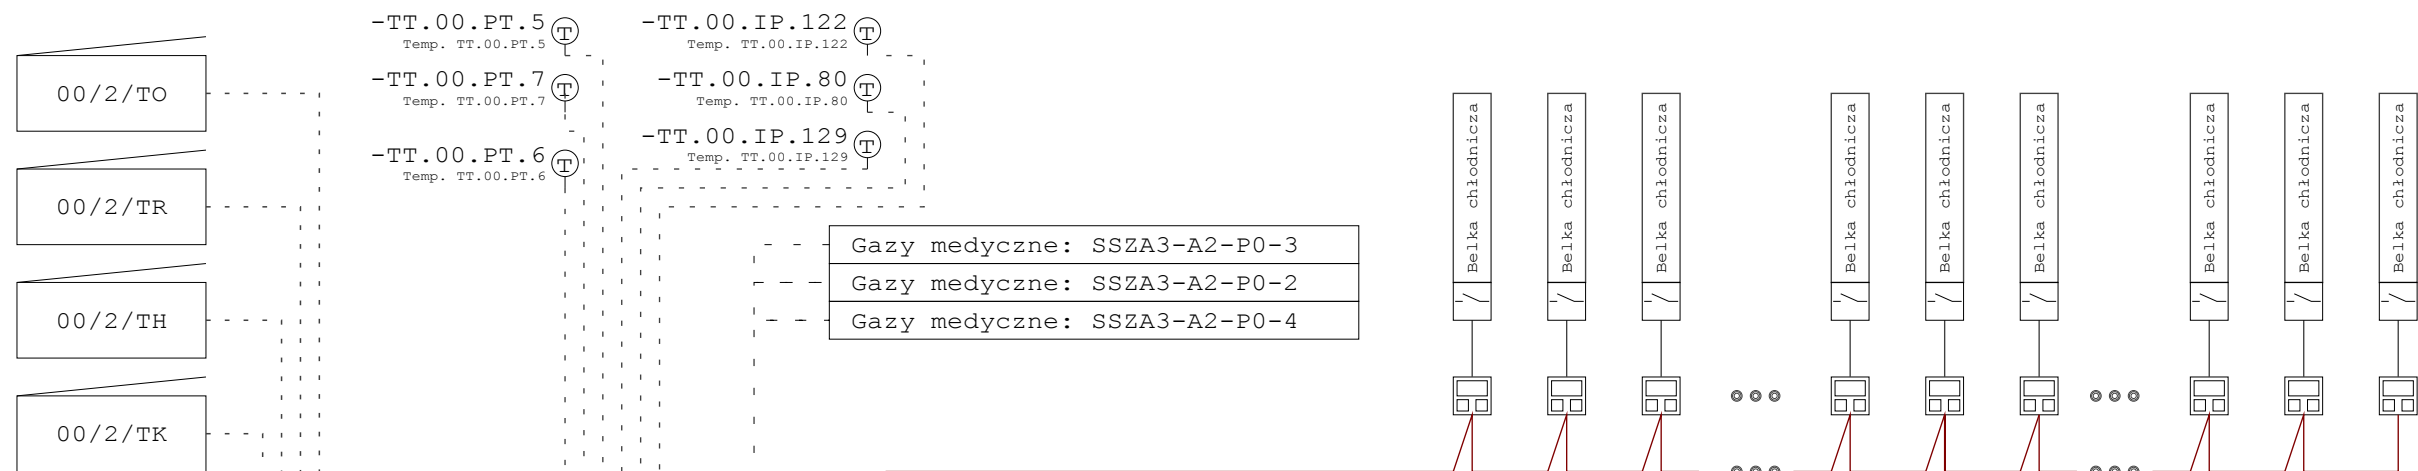 00/2/TO
00/2/TR
00/2/TH
00/2/TK
-TT.00.PT.5
Temp. TT.00.PT.5
T
-TT.00.PT.7
Temp. TT.00.PT.7
T
-TT.00.PT.6
Temp. TT.00.PT.6
T
-TT.00.IP.122
Temp. TT.00.IP.122
T
-TT.00.IP.80
Temp. TT.00.IP.80
T
-TT.00.IP.129
Temp. TT.00.IP.129
T
Gazy medyczne: SSZA3-A2-P0-3
Gazy medyczne: SSZA3-A2-P0-2
Gazy medyczne: SSZA3-A2-P0-4
Belka chłodnicza
Belka chłodnicza
Belka chłodnicza
Belka chłodnicza
Belka chłodnicza
Belka chłodnicza
Belka chłodnicza
Belka chłodnicza
Belka chłodnicza